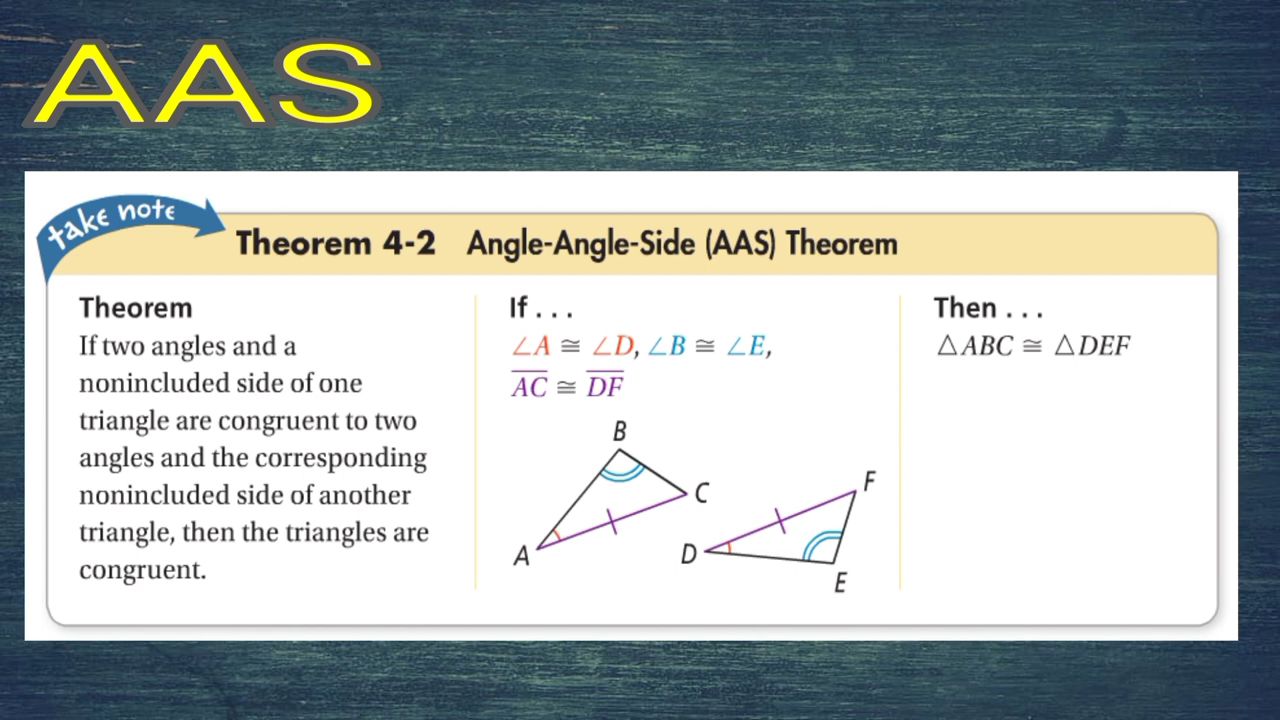 AAS
take note
Theorem 4-2 Angle-Angle-Side (AAS) Theorem
Theorem
If two angles and a
nonincluded side of one
triangle are congruent to two
angles and the corresponding
nonincluded side of another
triangle, then the triangles are
congruent.
If . . .
∠A ≅ ∠D, ∠B ≅ ∠E,
A̅C̅ ≅ D̅F̅
B
C
A
F
D
E
Then . . .
△ABC ≅ △DEF